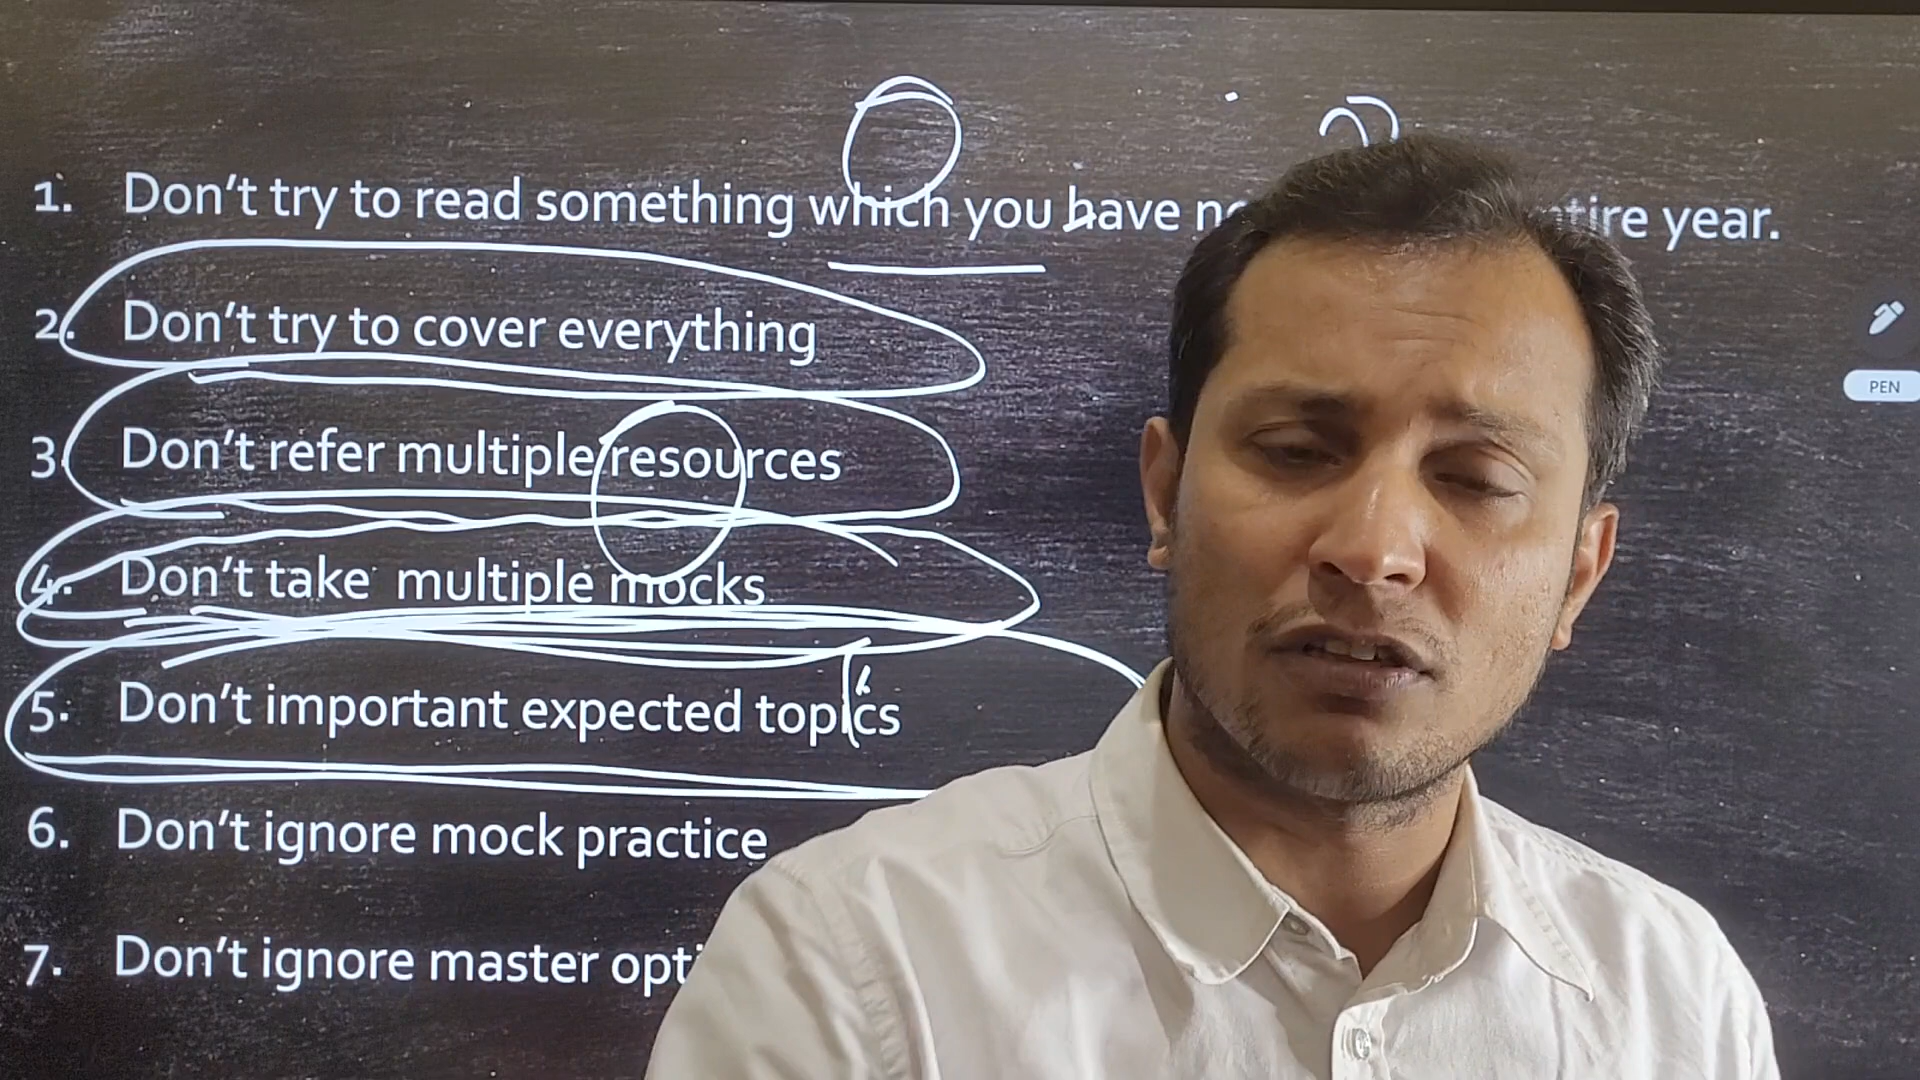 1. Don't try to read something which you have entire year.
2. Don't try to cover everything
3. Don't refer multiple resources
4. Don't take multiple mocks
5. Don't important expected topics
6. Don't ignore mock practice
7. Don't ignore master
PEN